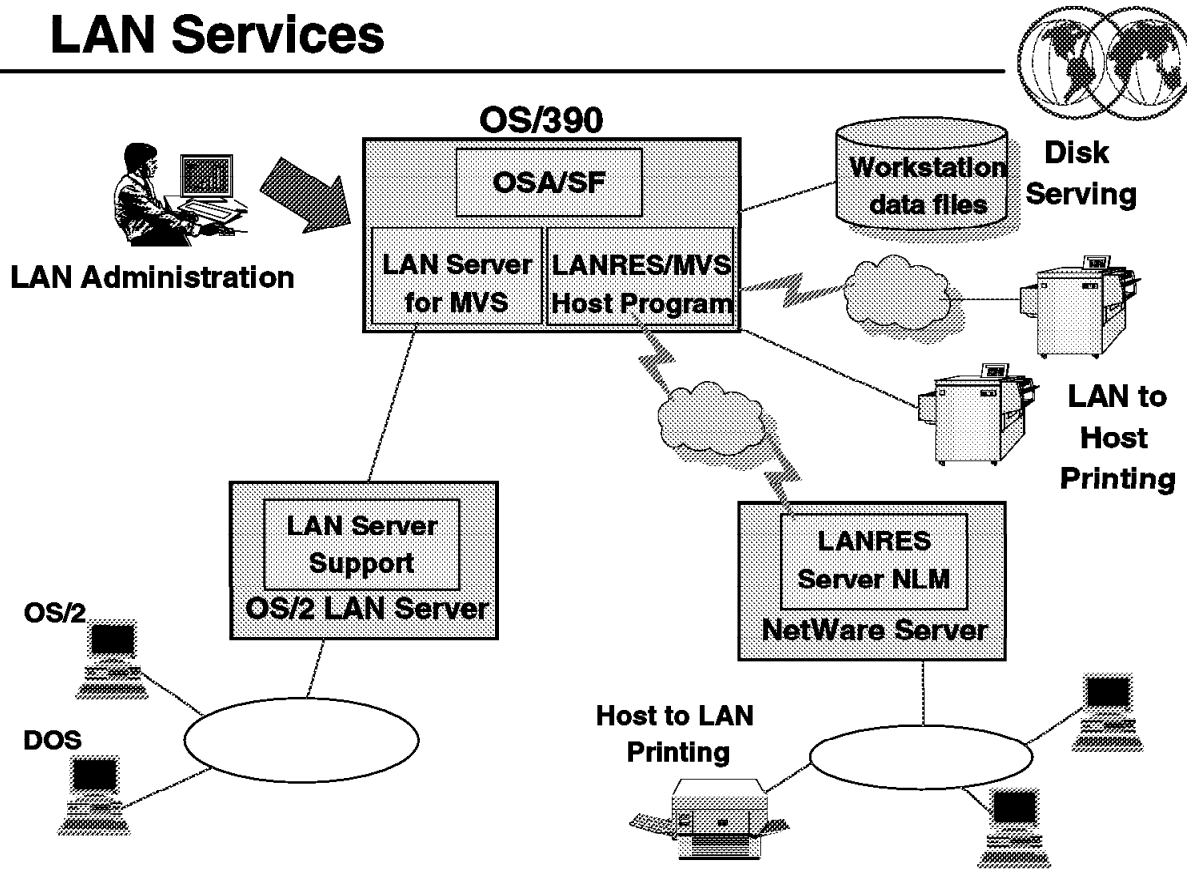 LAN Services
OS/390
OSA/SF
LAN Server
for MVS
LANRES/MVS
Host Program
Workstation
data files
Disk
Serving
LAN Administration
LAN to
Host
Printing
LAN Server
Support
OS/2 LAN Server
LANRES
Server NLM
NetWare Server
OS/2
DOS
Host to LAN
Printing